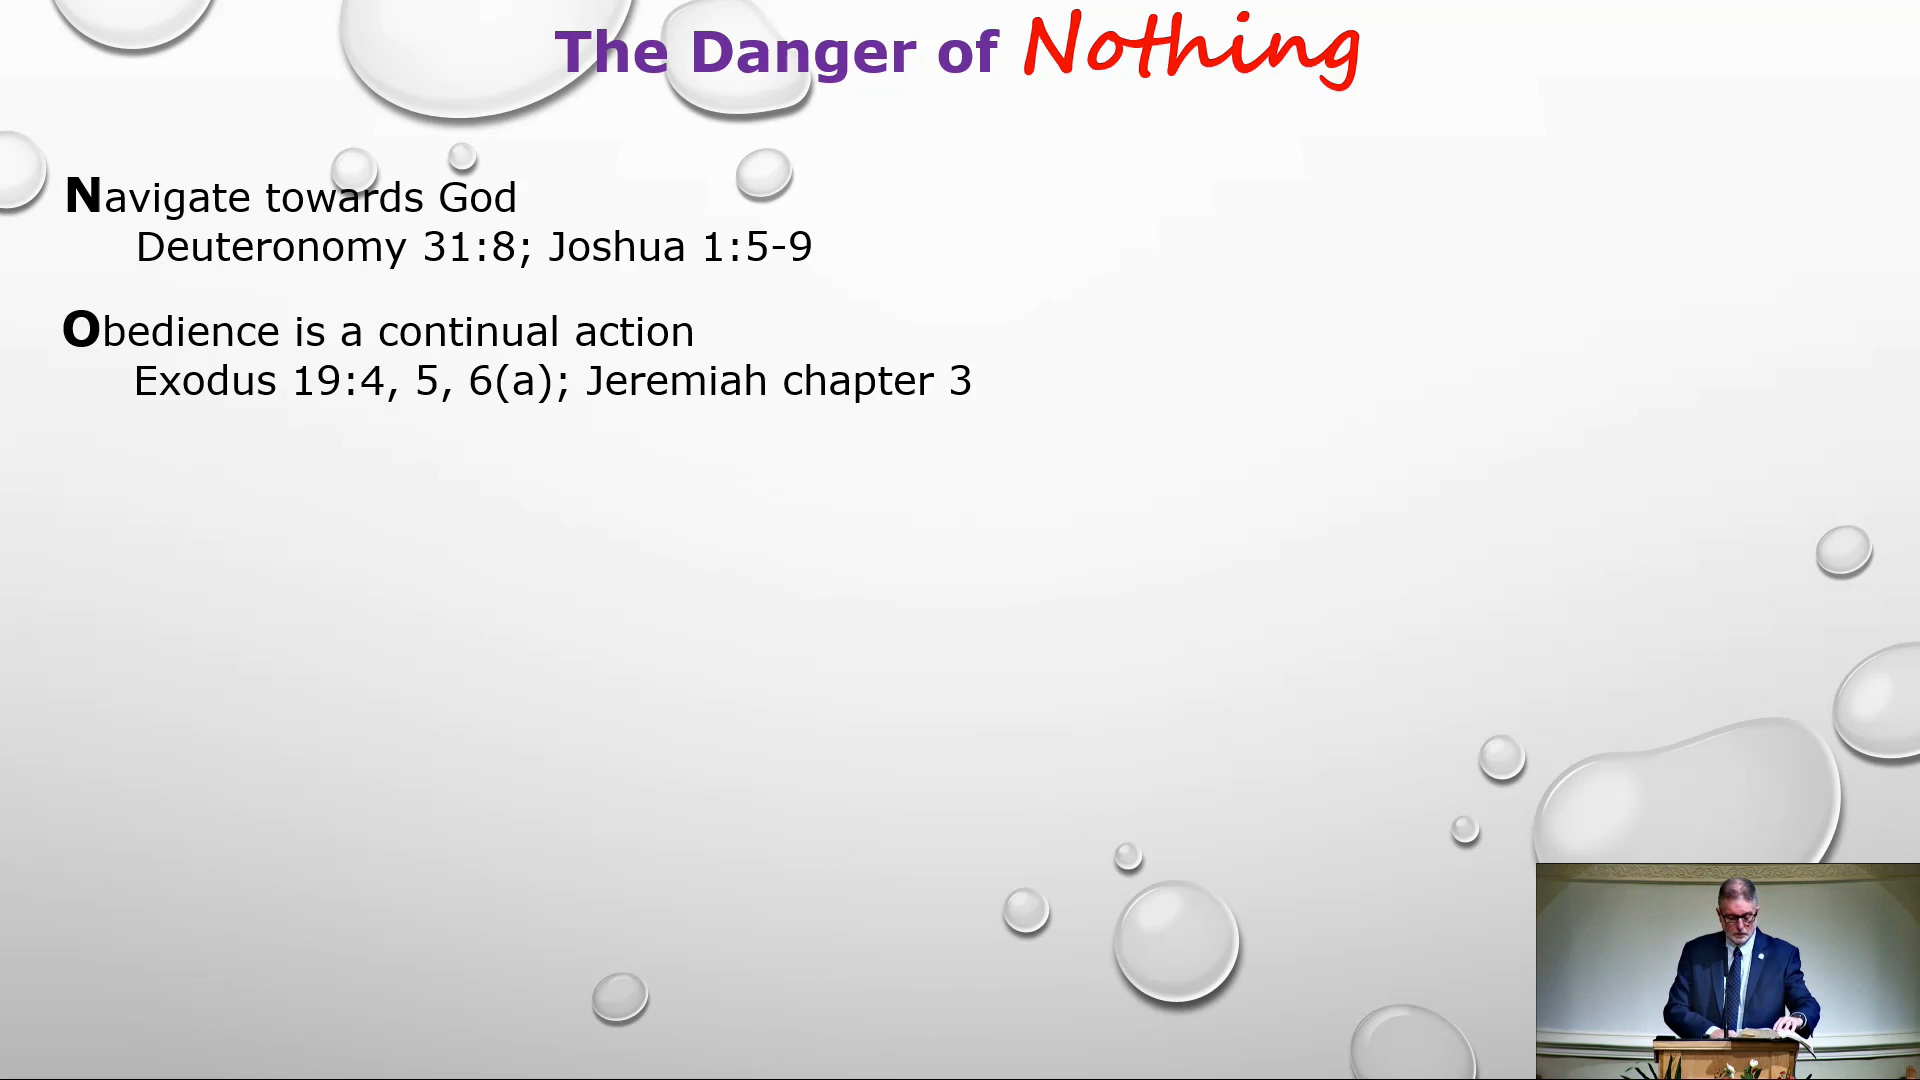 The Danger of Nothing
Navigate towards God
Deuteronomy 31:8; Joshua 1:5-9
Obedience is a continual action
Exodus 19:4, 5, 6(a); Jeremiah chapter 3